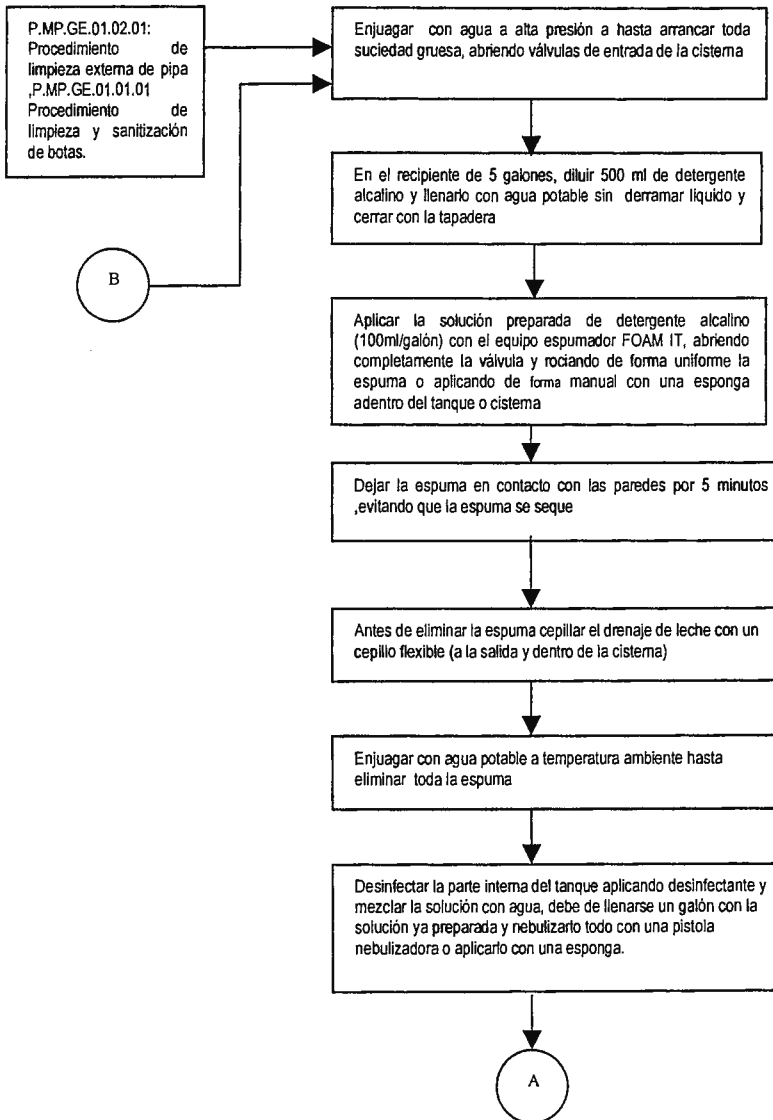 P.MP.GE.01.02.01:
Procedimiento de
limpieza externa de pipa
,P.MP.GE.01.01.01
Procedimiento de
limpieza y sanitización
de botas.
Enjuagar con agua a alta presión a hasta arrancar toda
suciedad gruesa, abriendo válvulas de entrada de la cisterna
En el recipiente de 5 galones, diluir 500 ml de detergente
alcalino y llenarlo con agua potable sin derramar líquido y
cerrar con la tapadera
B
Aplicar la solución preparada de detergente alcalino
(100ml/galón) con el equipo espumador FOAM IT, abriendo
completamente la válvula y rociando de forma uniforme la
espuma o aplicando de forma manual con una esponga
adentro del tanque o cisterna
Dejar la espuma en contacto con las paredes por 5 minutos
,evitando que la espuma se seque
Antes de eliminar la espuma cepillar el drenaje de leche con un
cepillo flexible (a la salida y dentro de la cisterna)
Enjuagar con agua potable a temperatura ambiente hasta
eliminar toda la espuma
Desinfectar la parte interna del tanque aplicando desinfectante y
mezclar la solución con agua, debe de llenarse un galón con la
solución ya preparada y nebulizarlo todo con una pistola
nebulizadora o aplicarlo con una esponga.
A